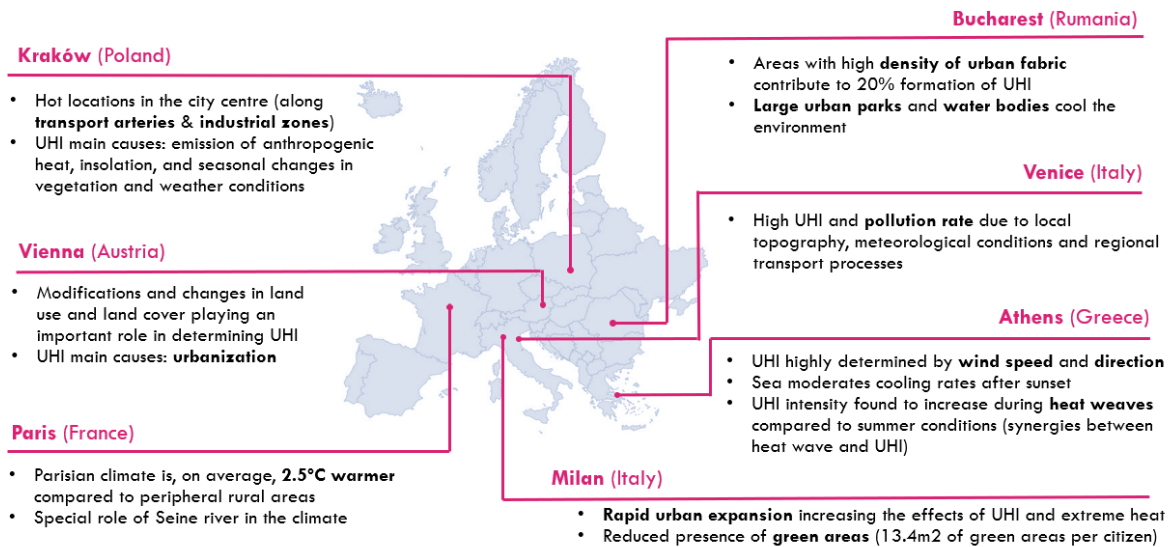 Kraków (Poland)
• Hot locations in the city centre (along
transport arteries & industrial zones)
• UHI main causes: emission of anthropogenic
heat, insolation, and seasonal changes in
vegetation and weather conditions
Vienna (Austria)
• Modifications and changes in land
use and land cover playing an
important role in determining UHI
• UHI main causes: urbanization
Paris (France)
• Parisian climate is, on average, 2.5°C warmer
compared to peripheral rural areas
• Special role of Seine river in the climate
Bucharest (Rumania)
• Areas with high density of urban fabric
contribute to 20% formation of UHI
• Large urban parks and water bodies cool the
environment
Venice (Italy)
• High UHI and pollution rate due to local
topography, meteorological conditions and regional
transport processes
Athens (Greece)
• UHI highly determined by wind speed and direction
• Sea moderates cooling rates after sunset
• UHI intensity found to increase during heat weaves
compared to summer conditions (synergies between
heat wave and UHI)
Milan (Italy)
• Rapid urban expansion increasing the effects of UHI and extreme heat
• Reduced presence of green areas (13.4m2 of green areas per citizen)